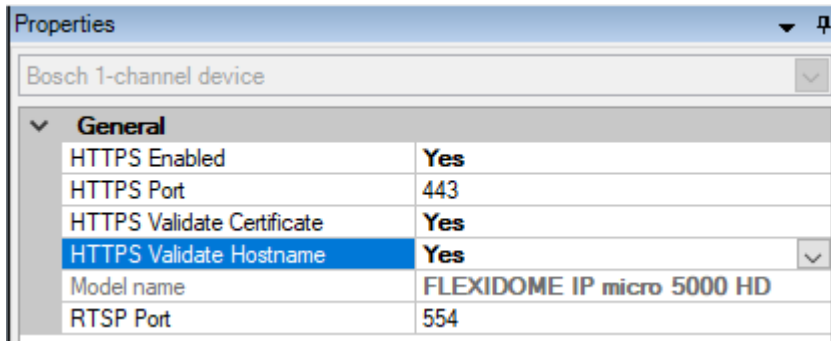 Properties
Bosch 1-channel device
General
HTTPS Enabled Yes
HTTPS Port 443
HTTPS Validate Certificate Yes
HTTPS Validate Hostname Yes
Model name FLEXIDOME IP micro 5000 HD
RTSP Port 554